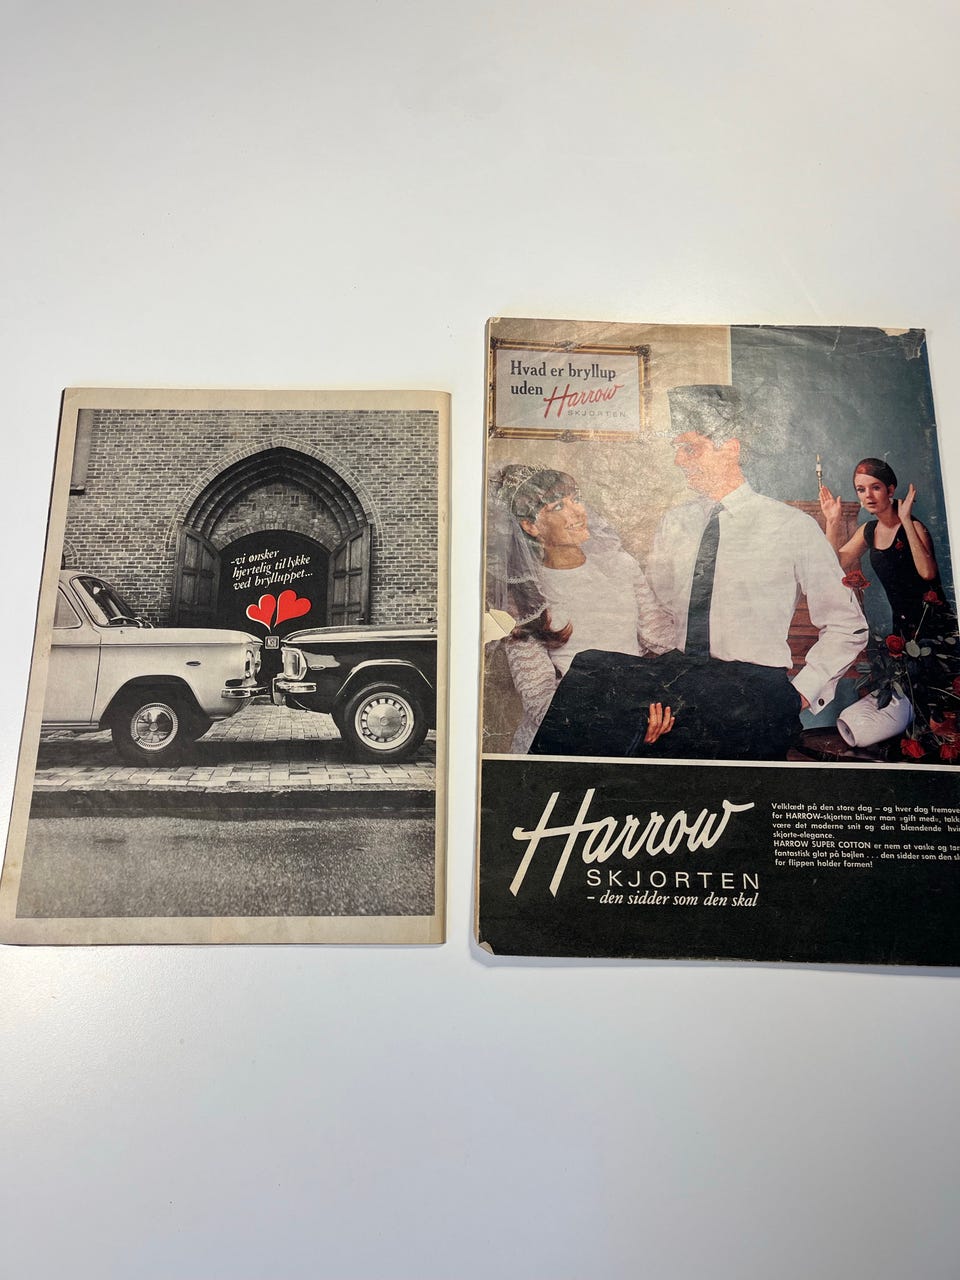 -vi ønsker
hjertelig til lykke
ved brylluppet...
Hvad er bryllup
uden Harrow
SKJORTEN
Harrow
SKJORTEN
– den sidder som den skal
Velklædt på den store dag – og hver dag fremove
for HARROW-skjorten bliver man »gift med«, takk
være det moderne snit og den blændende hvi
skjorte-elegance.
HARROW SUPER COTTON er nem at vaske og tør
fantastisk glat på bøjlen . . . den sidder som den sk
for flippen holder formen!